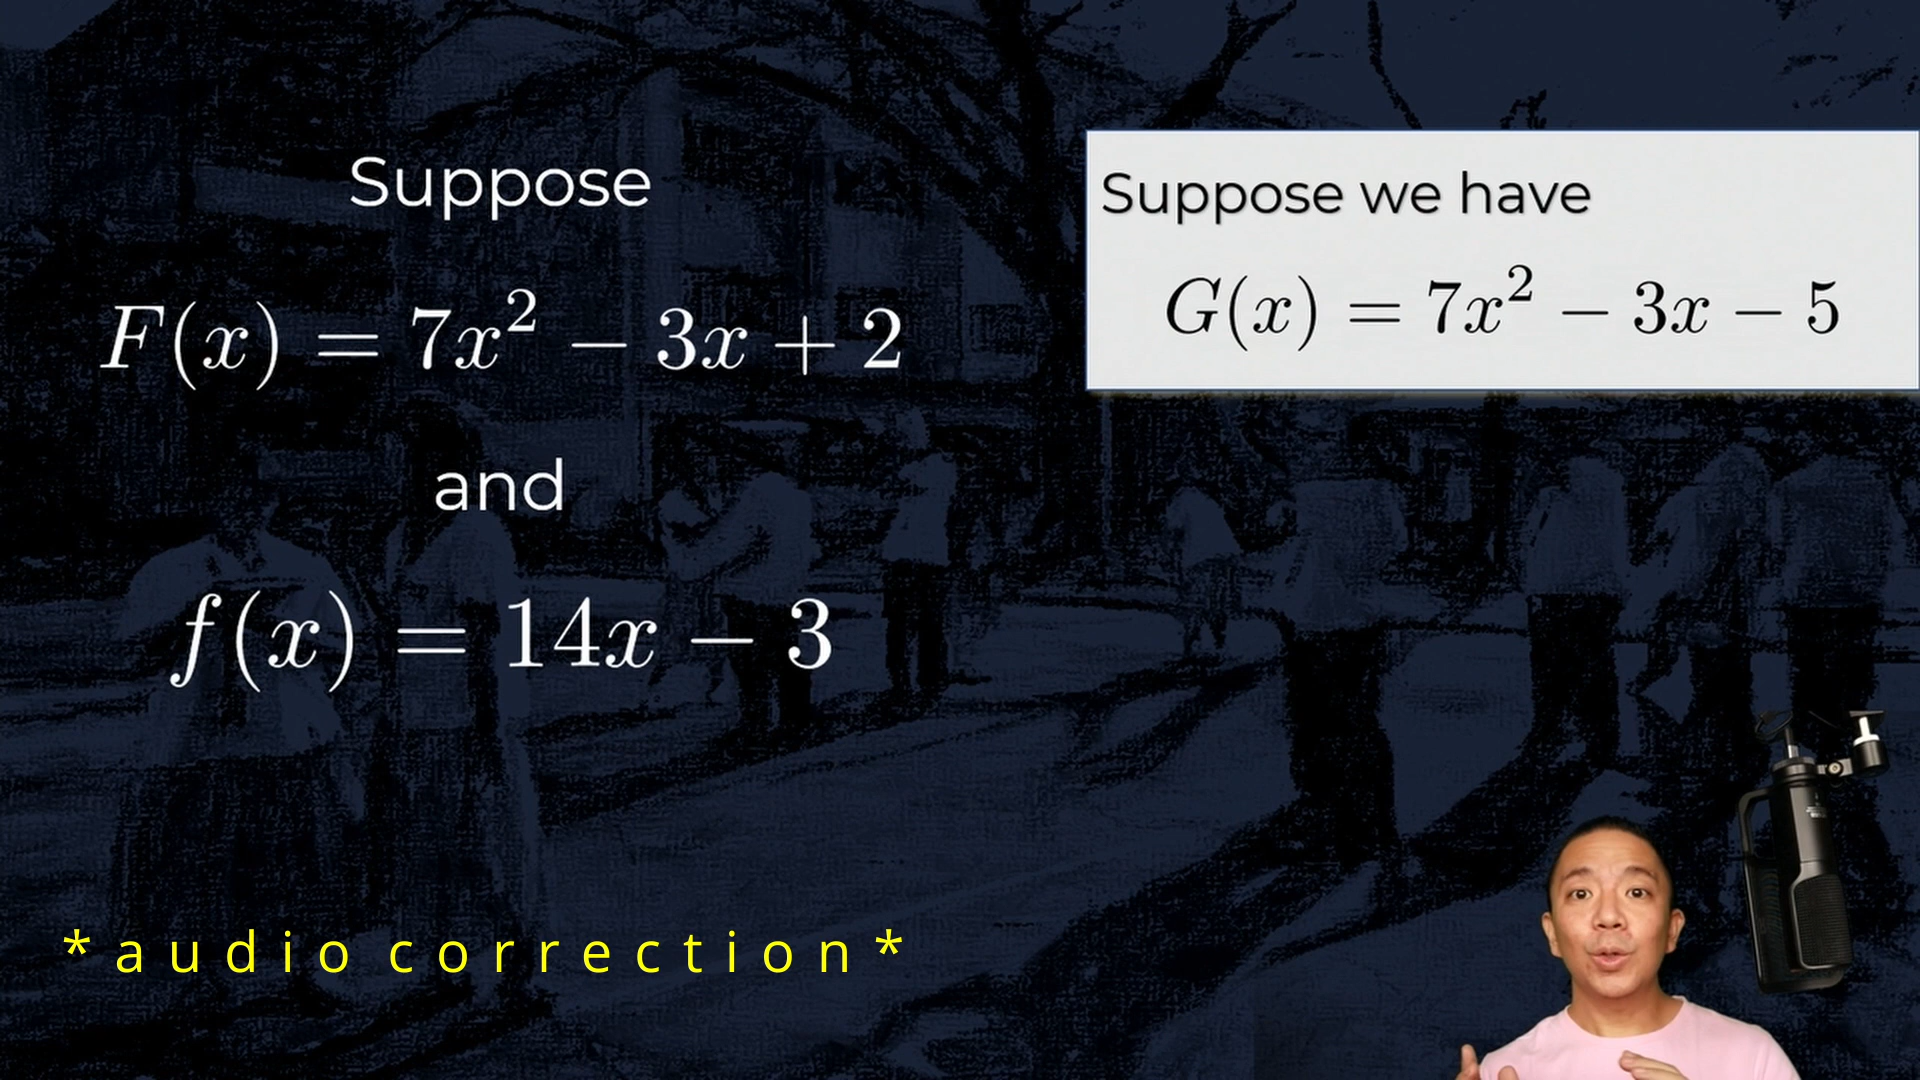 Suppose
F(x) = 7x² − 3x + 2
and
f(x) = 14x − 3
Suppose we have
G(x) = 7x² − 3x − 5
* a u d i o c o r r e c t i o n *